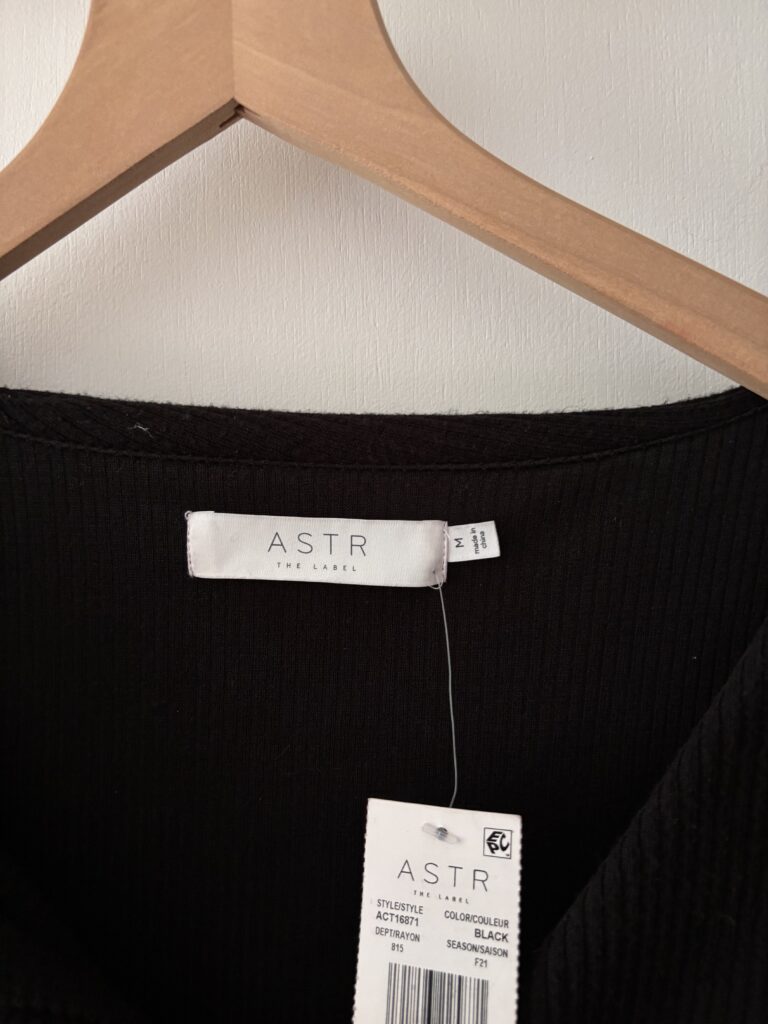 ASTR
THE LABEL
M
made in
china
EPC
ASTR
THE LABEL
STYLE/STYLE
ACT16871
COLOR/COULEUR
BLACK
DEPT/RAYON
815
SEASON/SAISON
F21